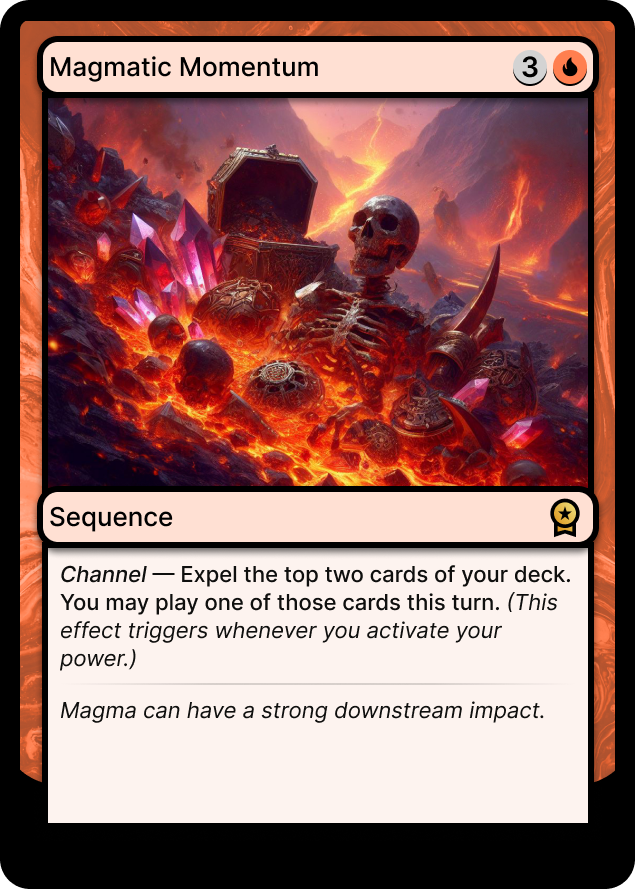 Magmatic Momentum 3
Sequence
Channel — Expel the top two cards of your deck.
You may play one of those cards this turn. (This
effect triggers whenever you activate your
power.)
Magma can have a strong downstream impact.